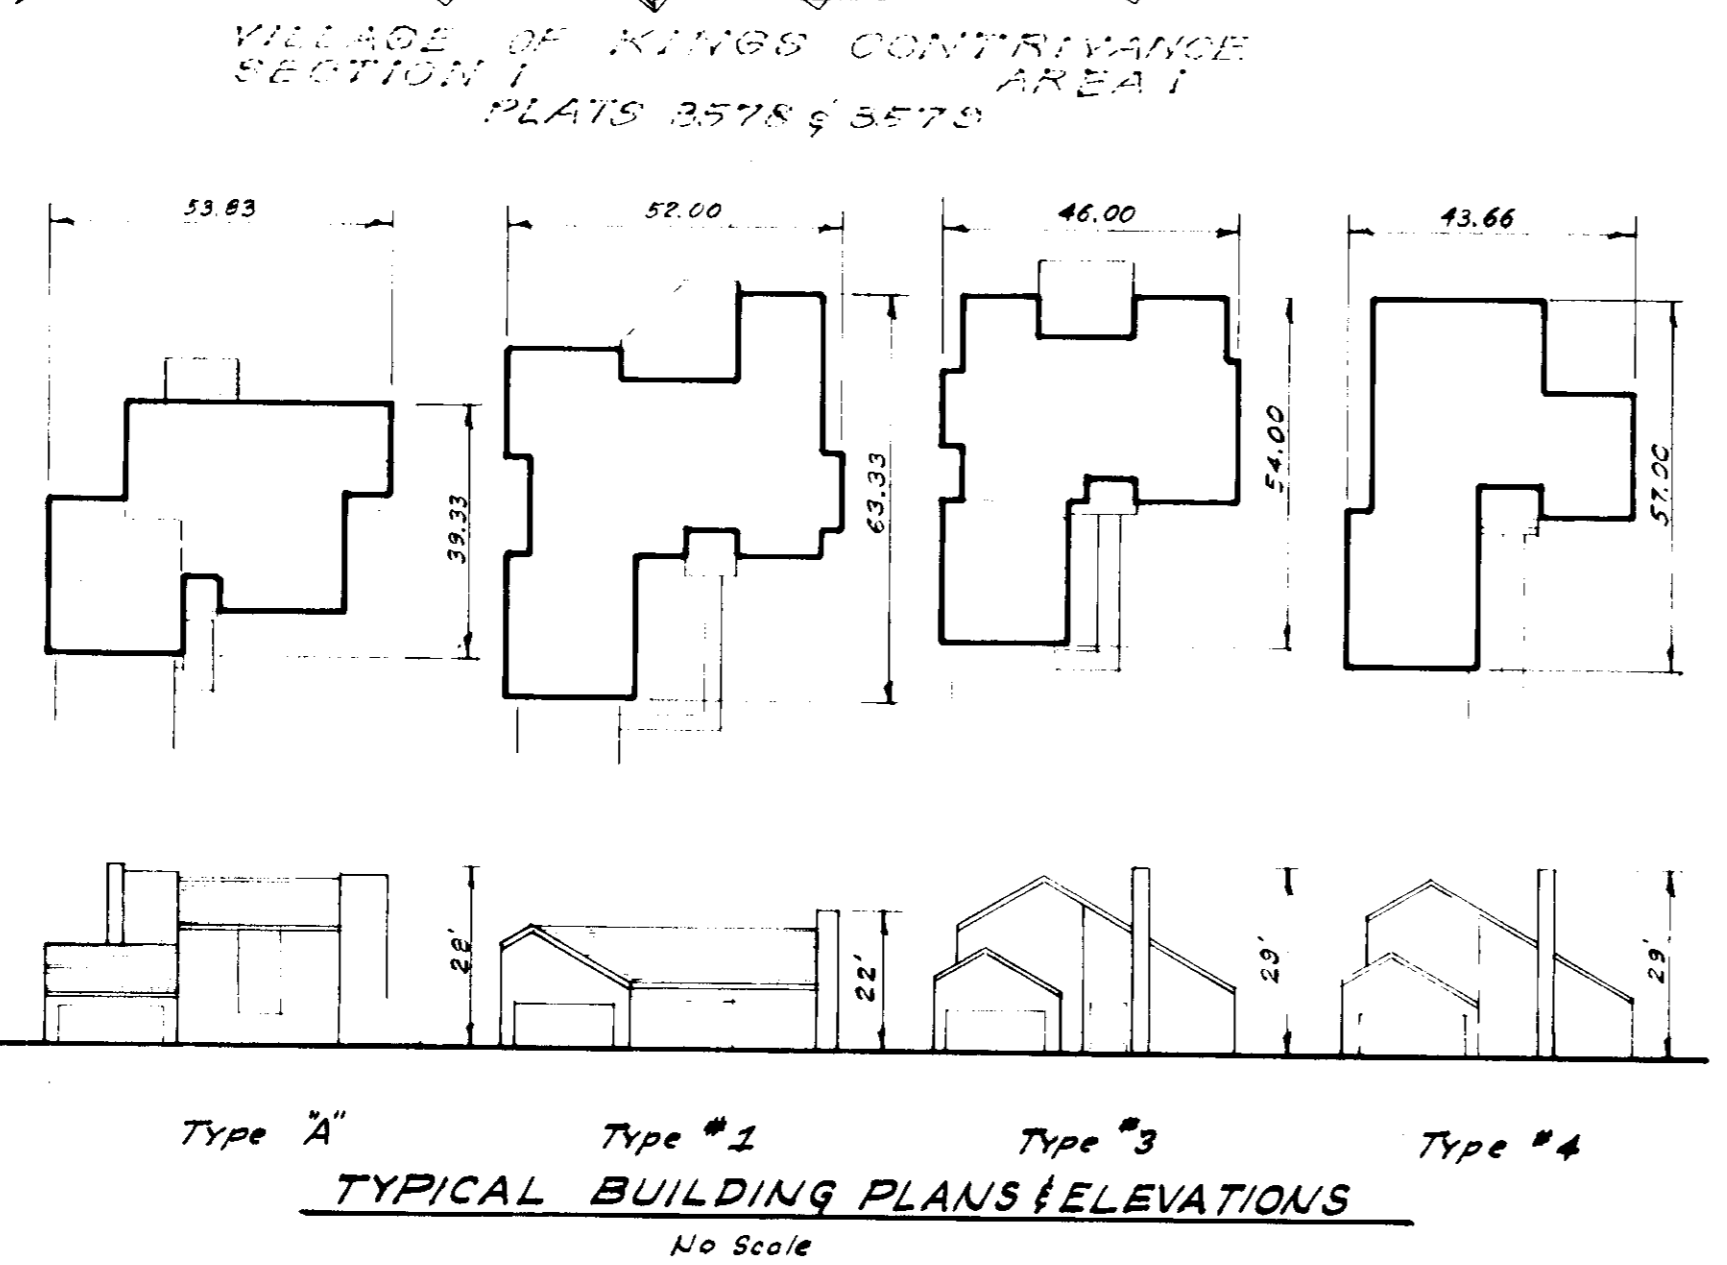 VILLAGE OF KINGS CONTRIVANCE
SECTION 1 AREA 1
PLATS 3578 & 3579
53.83
52.00
46.00
43.66
39.33
63.33
54.00
57.00
28'
22'
29'
29'
Type "A"
Type #1
Type #3
Type #4
TYPICAL BUILDING PLANS & ELEVATIONS
No Scale